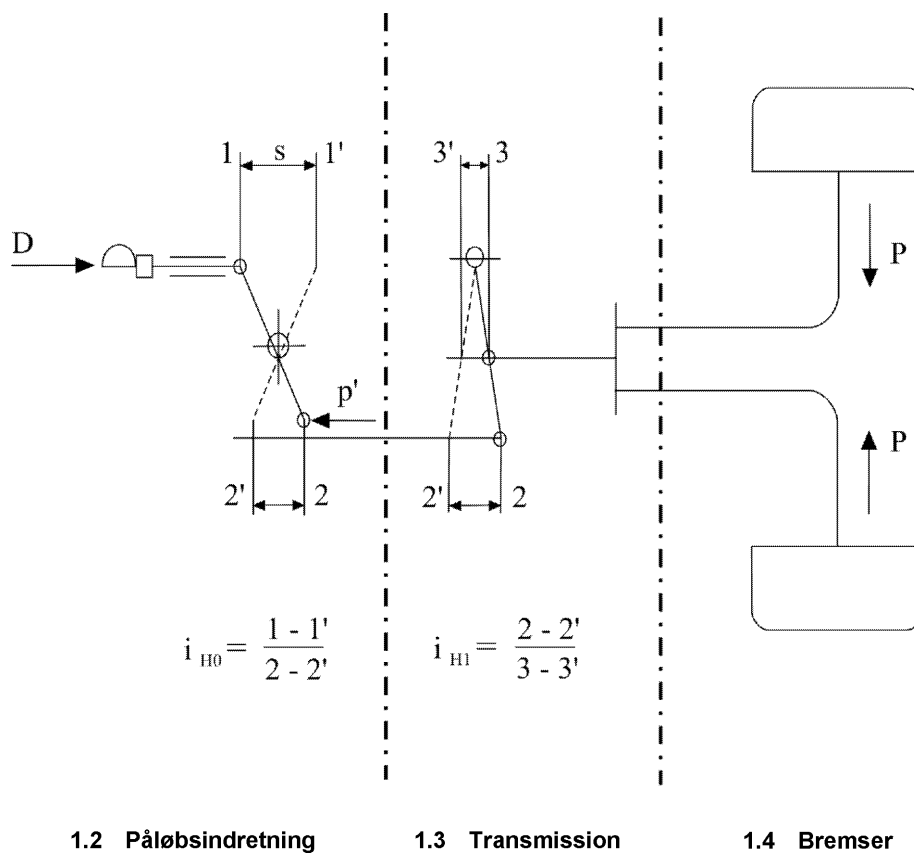 1 s 1' 3' 3
D
P
p'
P
2' 2 2' 2
i H0 = 1 - 1' / 2 - 2' i H1 = 2 - 2' / 3 - 3'
1.2 Påløbsindretning 1.3 Transmission 1.4 Bremser